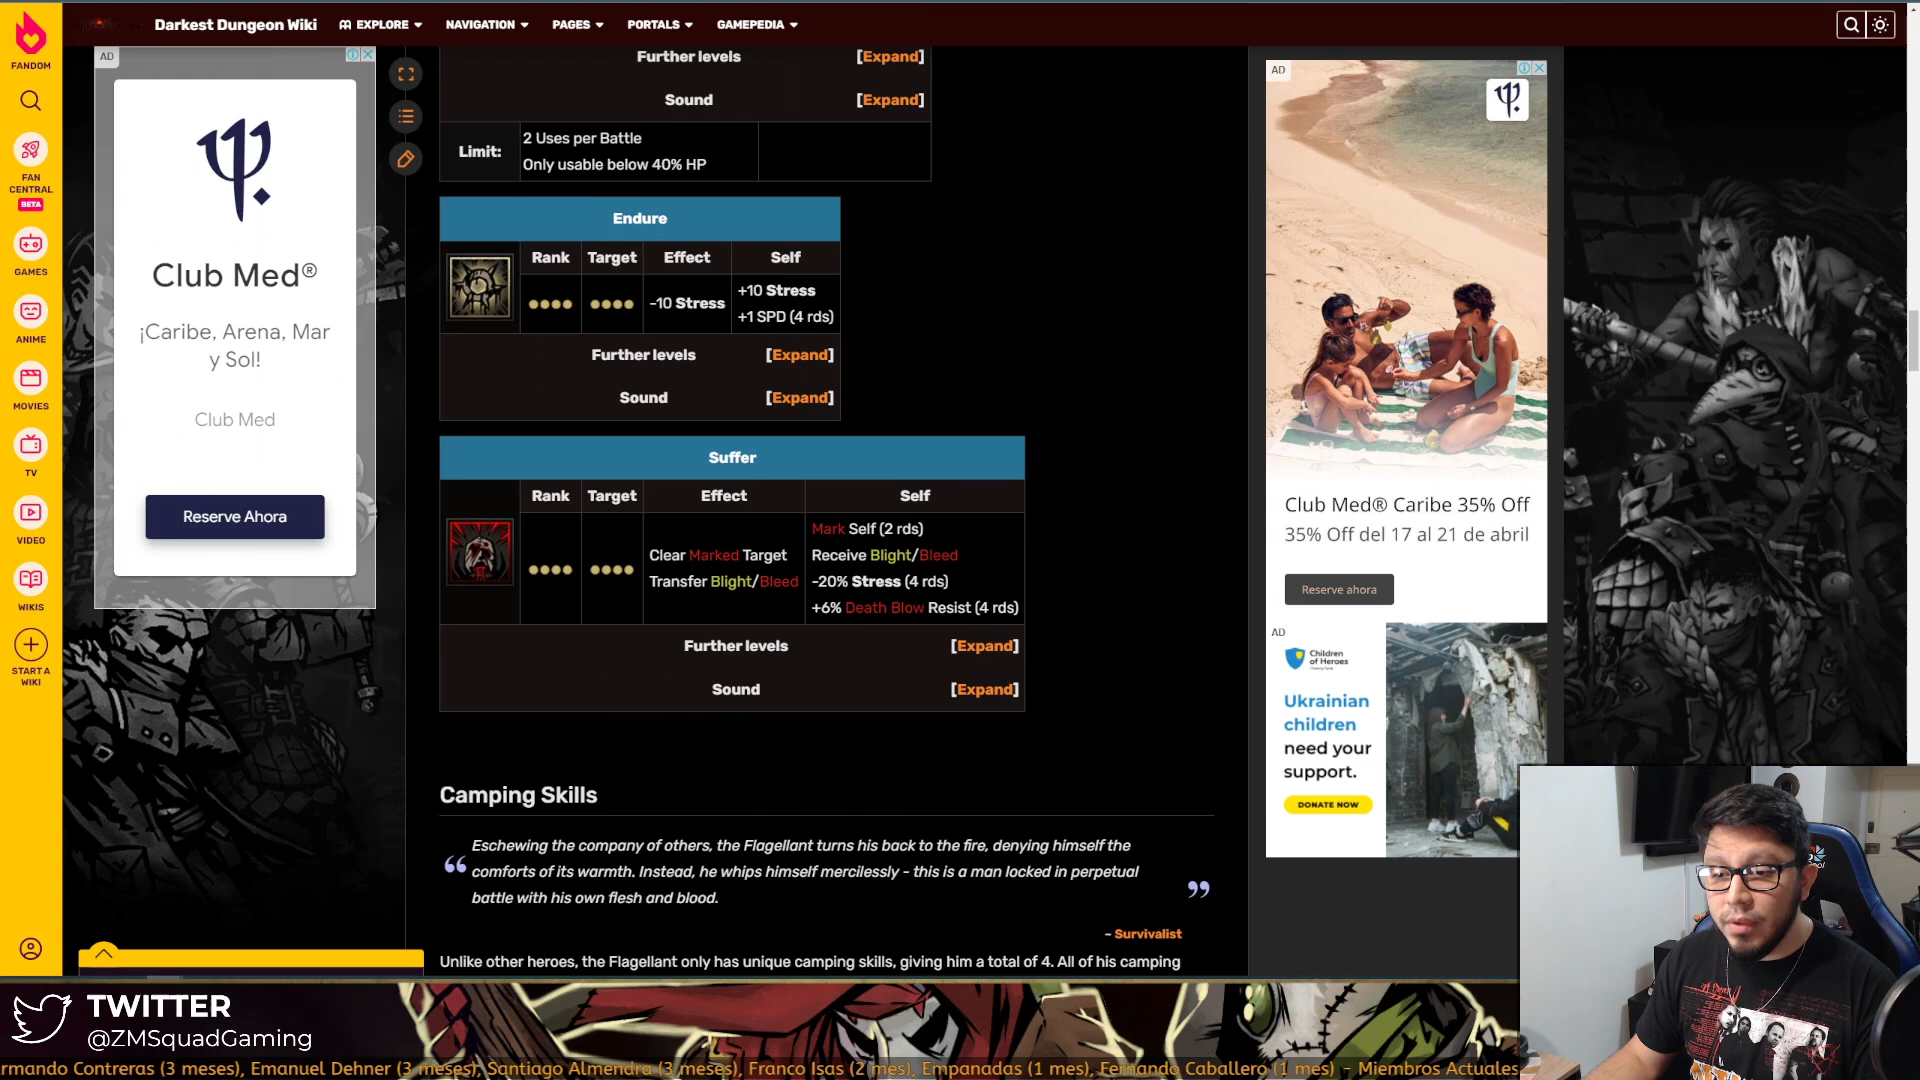 Darkest Dungeon Wiki
EXPLORE
NAVIGATION
PAGES
PORTALS
GAMEPEDIA
FANDOM
FAN CENTRAL
BETA
GAMES
ANIME
MOVIES
TV
VIDEO
WIKIS
START A WIKI
AD
Club Med®
¡Caribe, Arena, Mar
y Sol!
Club Med
Reserve Ahora
Further levels [Expand]
Sound [Expand]
Limit:
2 Uses per Battle
Only usable below 40% HP
Endure
Rank Target Effect Self
-10 Stress
+10 Stress
+1 SPD (4 rds)
Further levels [Expand]
Sound [Expand]
Suffer
Rank Target Effect Self
Clear Marked Target
Transfer Blight/Bleed
Mark Self (2 rds)
Receive Blight/Bleed
-20% Stress (4 rds)
+6% Death Blow Resist (4 rds)
Further levels [Expand]
Sound [Expand]
Camping Skills
“ Eschewing the company of others, the Flagellant turns his back to the fire, denying himself the
comforts of its warmth. Instead, he whips himself mercilessly - this is a man locked in perpetual
battle with his own flesh and blood. ”
– Survivalist
Unlike other heroes, the Flagellant only has unique camping skills, giving him a total of 4. All of his camping
AD
Club Med® Caribe 35% Off
35% Off del 17 al 21 de abril
Reserve ahora
AD
Children
of Heroes
Ukrainian
children
need your
support.
DONATE NOW
TWITTER
@ZMSquadGaming
rmando Contreras (3 meses), Emanuel Dehner (3 meses), Santiago Almendra (3 meses), Franco Isas (2 mes), Empanadas (1 mes), Fernando Caballero (1 mes) - Miembros Actuales